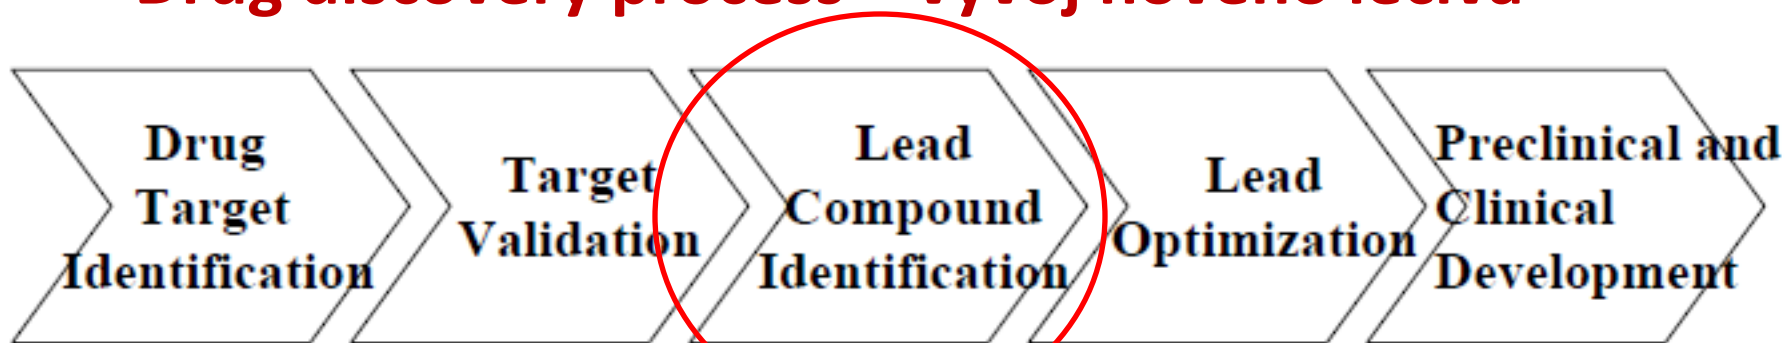 Drug discovery process – vývoj nového léčiva
Drug
Target
Identification
Target
Validation
Lead
Compound
Identification
Lead
Optimization
Preclinical and
Clinical
Development